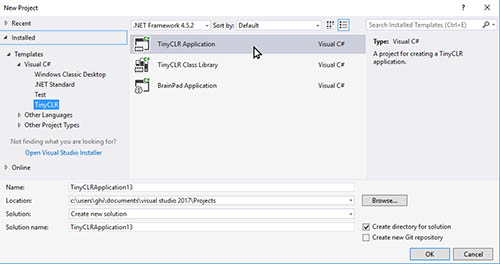 New Project
Recent
.NET Framework 4.5.2 Sort by: Default
Search Installed Templates (Ctrl+E)
Installed
Templates
Visual C#
Windows Classic Desktop
.NET Standard
Test
TinyCLR
Other Languages
Other Project Types
Not finding what you are looking for?
Open Visual Studio Installer
Online
TinyCLR Application Visual C#
TinyCLR Class Library Visual C#
BrainPad Application Visual C#
Type: Visual C#
A project for creating a TinyCLR
application.
Name: TinyCLRApplication13
Location: c:\users\ghi\documents\visual studio 2017\Projects Browse...
Solution: Create new solution
Solution name: TinyCLRApplication13
Create directory for solution
Create new Git repository
OK Cancel